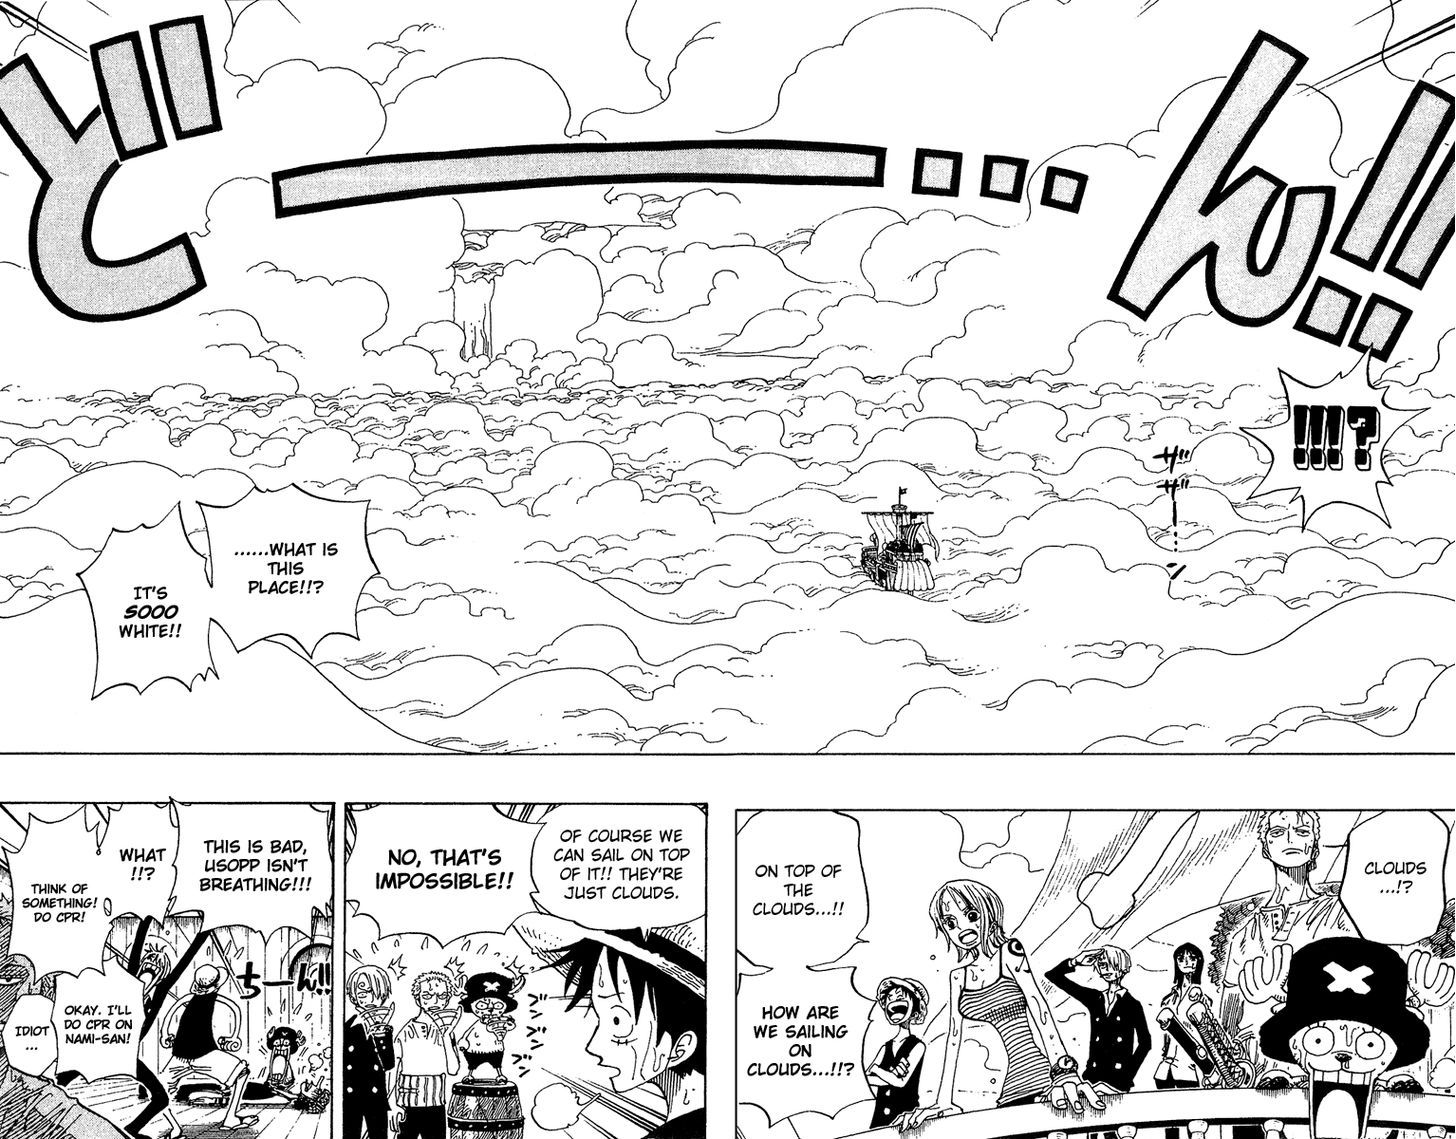 ど
ー
...
ん
!!
!!!?
ザザ...ン
......WHAT IS
THIS
PLACE!!?
IT'S
SOOO
WHITE!!
CLOUDS
...!?
ON TOP OF
THE
CLOUDS...!!
HOW ARE
WE SAILING
ON
CLOUDS...!!?
OF COURSE WE
CAN SAIL ON TOP
OF IT!! THEY'RE
JUST CLOUDS.
NO, THAT'S
IMPOSSIBLE!!
THIS IS BAD,
USOPP ISN'T
BREATHING!!!
WHAT
!!?
THINK OF
SOMETHING!
DO CPR!
OKAY. I'LL
DO CPR ON
NAMI-SAN!
IDIOT
...
ちーん!!